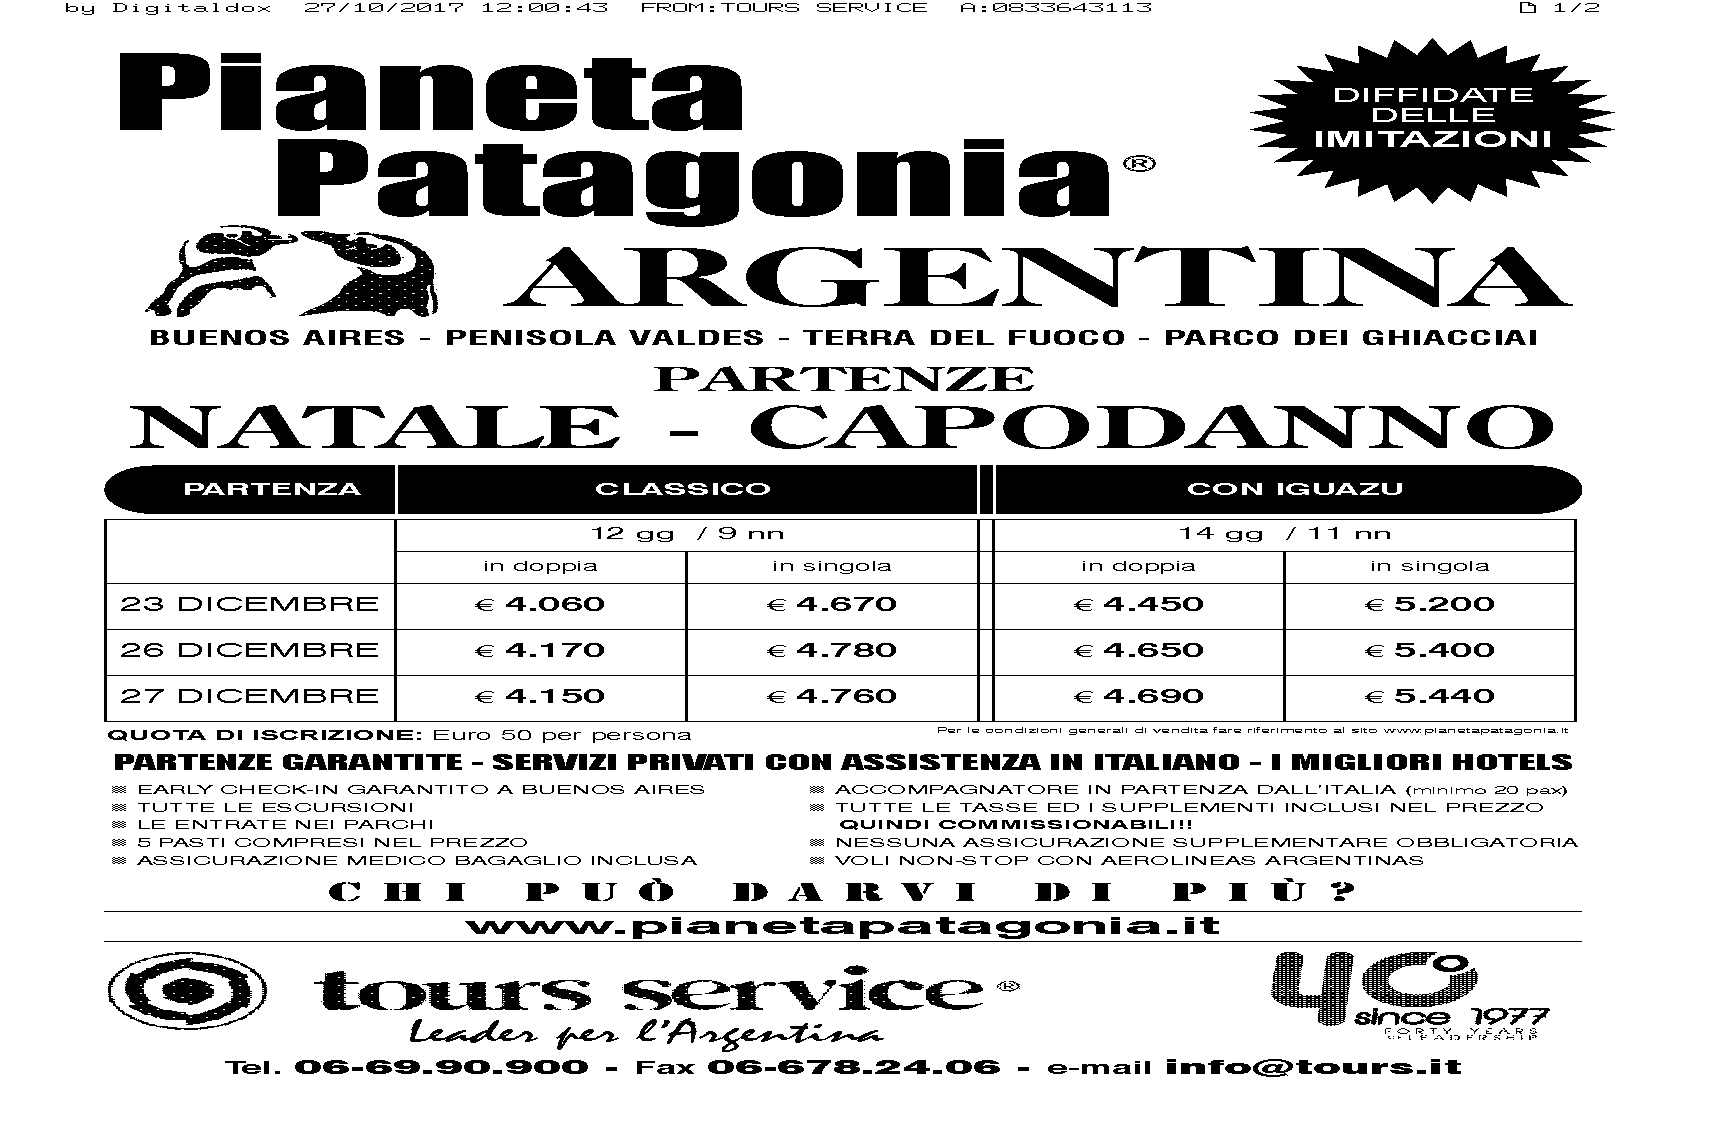 by Digitaldox 27/10/2017 12:00:43 FROM:TOURS SERVICE A:0833643113 1/2
Pianeta
Patagonia®
DIFFIDATE
DELLE
IMITAZIONI
ARGENTINA
BUENOS AIRES - PENISOLA VALDES - TERRA DEL FUOCO - PARCO DEI GHIACCIAI
PARTENZE
NATALE - CAPODANNO
PARTENZA CLASSICO CON IGUAZU
12 gg / 9 nn 14 gg / 11 nn
in doppia in singola in doppia in singola
23 DICEMBRE € 4.060 € 4.670 € 4.450 € 5.200
26 DICEMBRE € 4.170 € 4.780 € 4.650 € 5.400
27 DICEMBRE € 4.150 € 4.760 € 4.690 € 5.440
QUOTA DI ISCRIZIONE: Euro 50 per persona
Per le condizioni generali di vendita fare riferimento al sito www.pianetapatagonia.it
PARTENZE GARANTITE - SERVIZI PRIVATI CON ASSISTENZA IN ITALIANO - I MIGLIORI HOTELS
EARLY CHECK-IN GARANTITO A BUENOS AIRES
TUTTE LE ESCURSIONI
LE ENTRATE NEI PARCHI
5 PASTI COMPRESI NEL PREZZO
ASSICURAZIONE MEDICO BAGAGLIO INCLUSA
ACCOMPAGNATORE IN PARTENZA DALL'ITALIA (minimo 20 pax)
TUTTE LE TASSE ED I SUPPLEMENTI INCLUSI NEL PREZZO
QUINDI COMMISSIONABILI!!
NESSUNA ASSICURAZIONE SUPPLEMENTARE OBBLIGATORIA
VOLI NON-STOP CON AEROLINEAS ARGENTINAS
CHI PUÒ DARVI DI PIÙ?
www.pianetapatagonia.it
tours service®
Leader per l'Argentina
40
since 1977
FORTY YEARS
LEADERSHIP
Tel. 06-69.90.900 - Fax 06-678.24.06 - e-mail info@tours.it